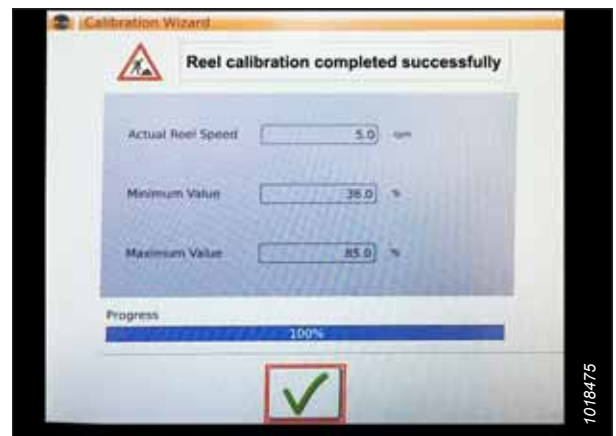 Calibration Wizard
Reel calibration completed successfully
Actual Reel Speed 5.0 rpm
Minimum Value 36.0 %
Maximum Value 85.0 %
Progress
100%
1018475